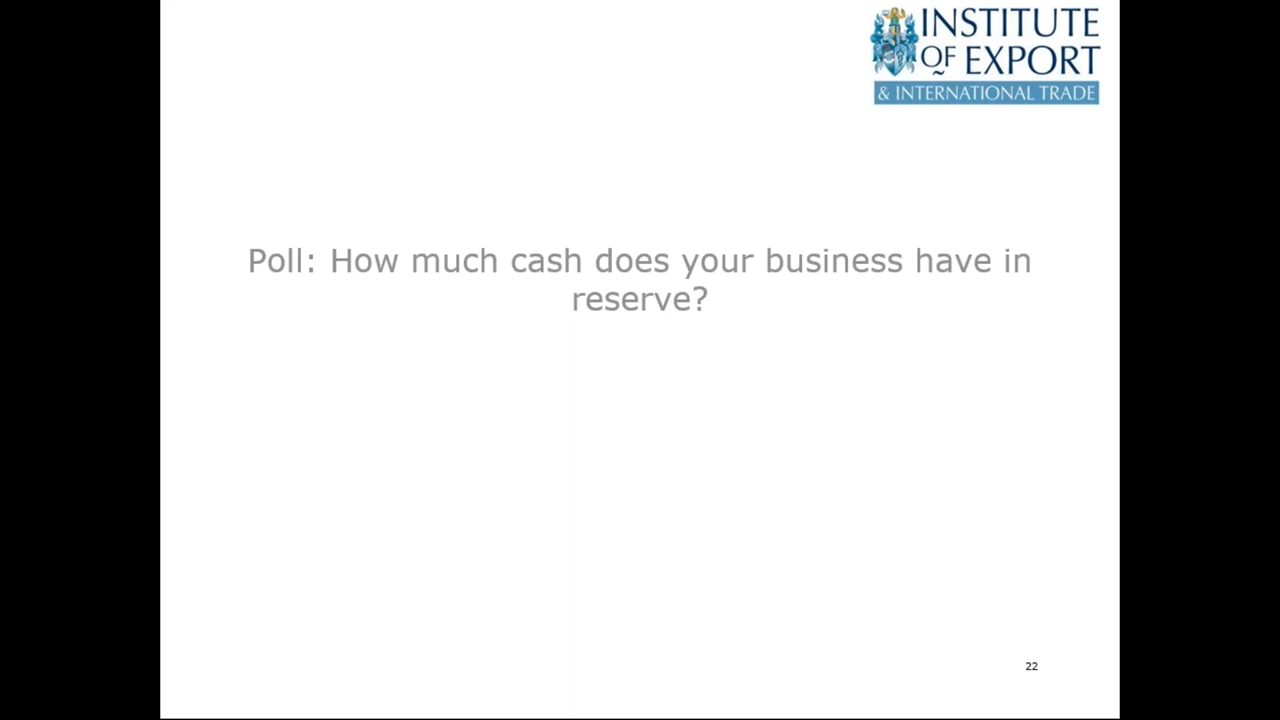 INSTITUTE
OF EXPORT
& INTERNATIONAL TRADE
Poll: How much cash does your business have in
reserve?
22